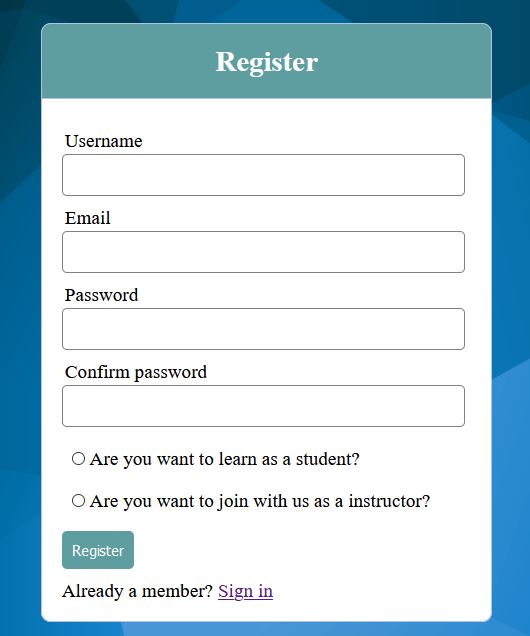 Register
Username
Email
Password
Confirm password
Are you want to learn as a student?
Are you want to join with us as a instructor?
Register
Already a member? Sign in